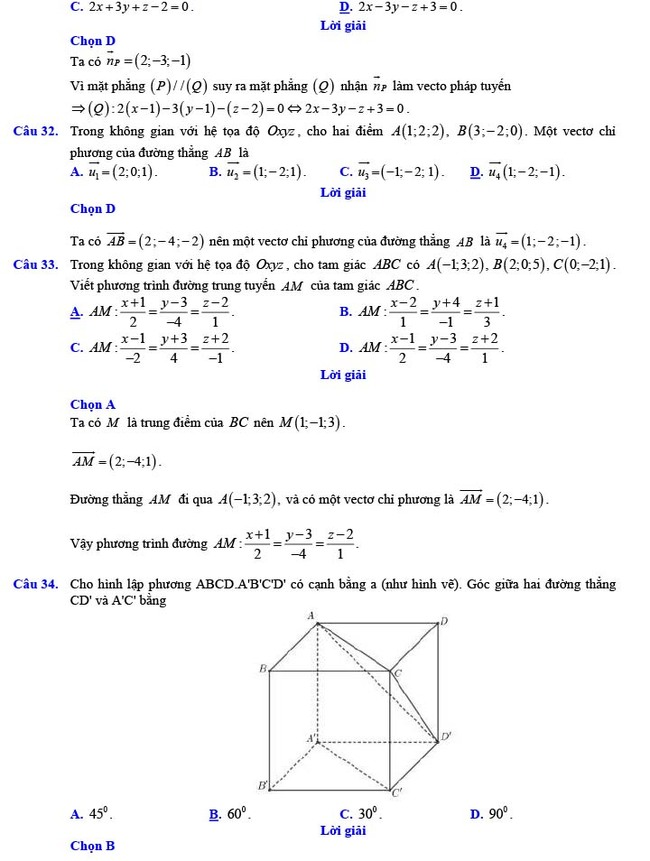 C. 2x+3y+z−2=0. D. 2x−3y−z+3=0.
Lời giải
Chọn D
Ta có n⃗P=(2;−3;−1)
Vì mặt phẳng (P)//(Q) suy ra mặt phẳng (Q) nhận n⃗P làm vecto pháp tuyến
⇒(Q):2(x−1)−3(y−1)−(z−2)=0⇔2x−3y−z+3=0.
Câu 32. Trong không gian với hệ tọa độ Oxyz, cho hai điểm A(1;2;2), B(3;−2;0). Một vectơ chỉ
phương của đường thẳng AB là
A. u₁⃗=(2;0;1). B. u₂⃗=(1;−2;1). C. u₃⃗=(−1;−2;1). D. u₄⃗(1;−2;−1).
Lời giải
Chọn D
Ta có AB⃗=(2;−4;−2) nên một vectơ chỉ phương của đường thẳng AB là u₄⃗=(1;−2;−1).
Câu 33. Trong không gian với hệ tọa độ Oxyz, cho tam giác ABC có A(−1;3;2), B(2;0;5), C(0;−2;1).
Viết phương trình đường trung tuyến AM của tam giác ABC.
A. AM: (x+1)/2=(y−3)/−4=(z−2)/1. B. AM: (x−2)/1=(y+4)/−1=(z+1)/3.
C. AM: (x−1)/−2=(y+3)/4=(z+2)/−1. D. AM: (x−1)/2=(y−3)/−4=(z+2)/1.
Lời giải
Chọn A
Ta có M là trung điểm của BC nên M(1;−1;3).
AM⃗=(2;−4;1).
Đường thẳng AM đi qua A(−1;3;2), và có một vectơ chỉ phương là AM⃗=(2;−4;1).
Vậy phương trình đường AM: (x+1)/2=(y−3)/−4=(z−2)/1.
Câu 34. Cho hình lập phương ABCD.A'B'C'D' có cạnh bằng a (như hình vẽ). Góc giữa hai đường thẳng
CD' và A'C' bằng
A
D
B
C
A'
D'
B'
C'
A. 45⁰. B. 60⁰. C. 30⁰. D. 90⁰.
Lời giải
Chọn B